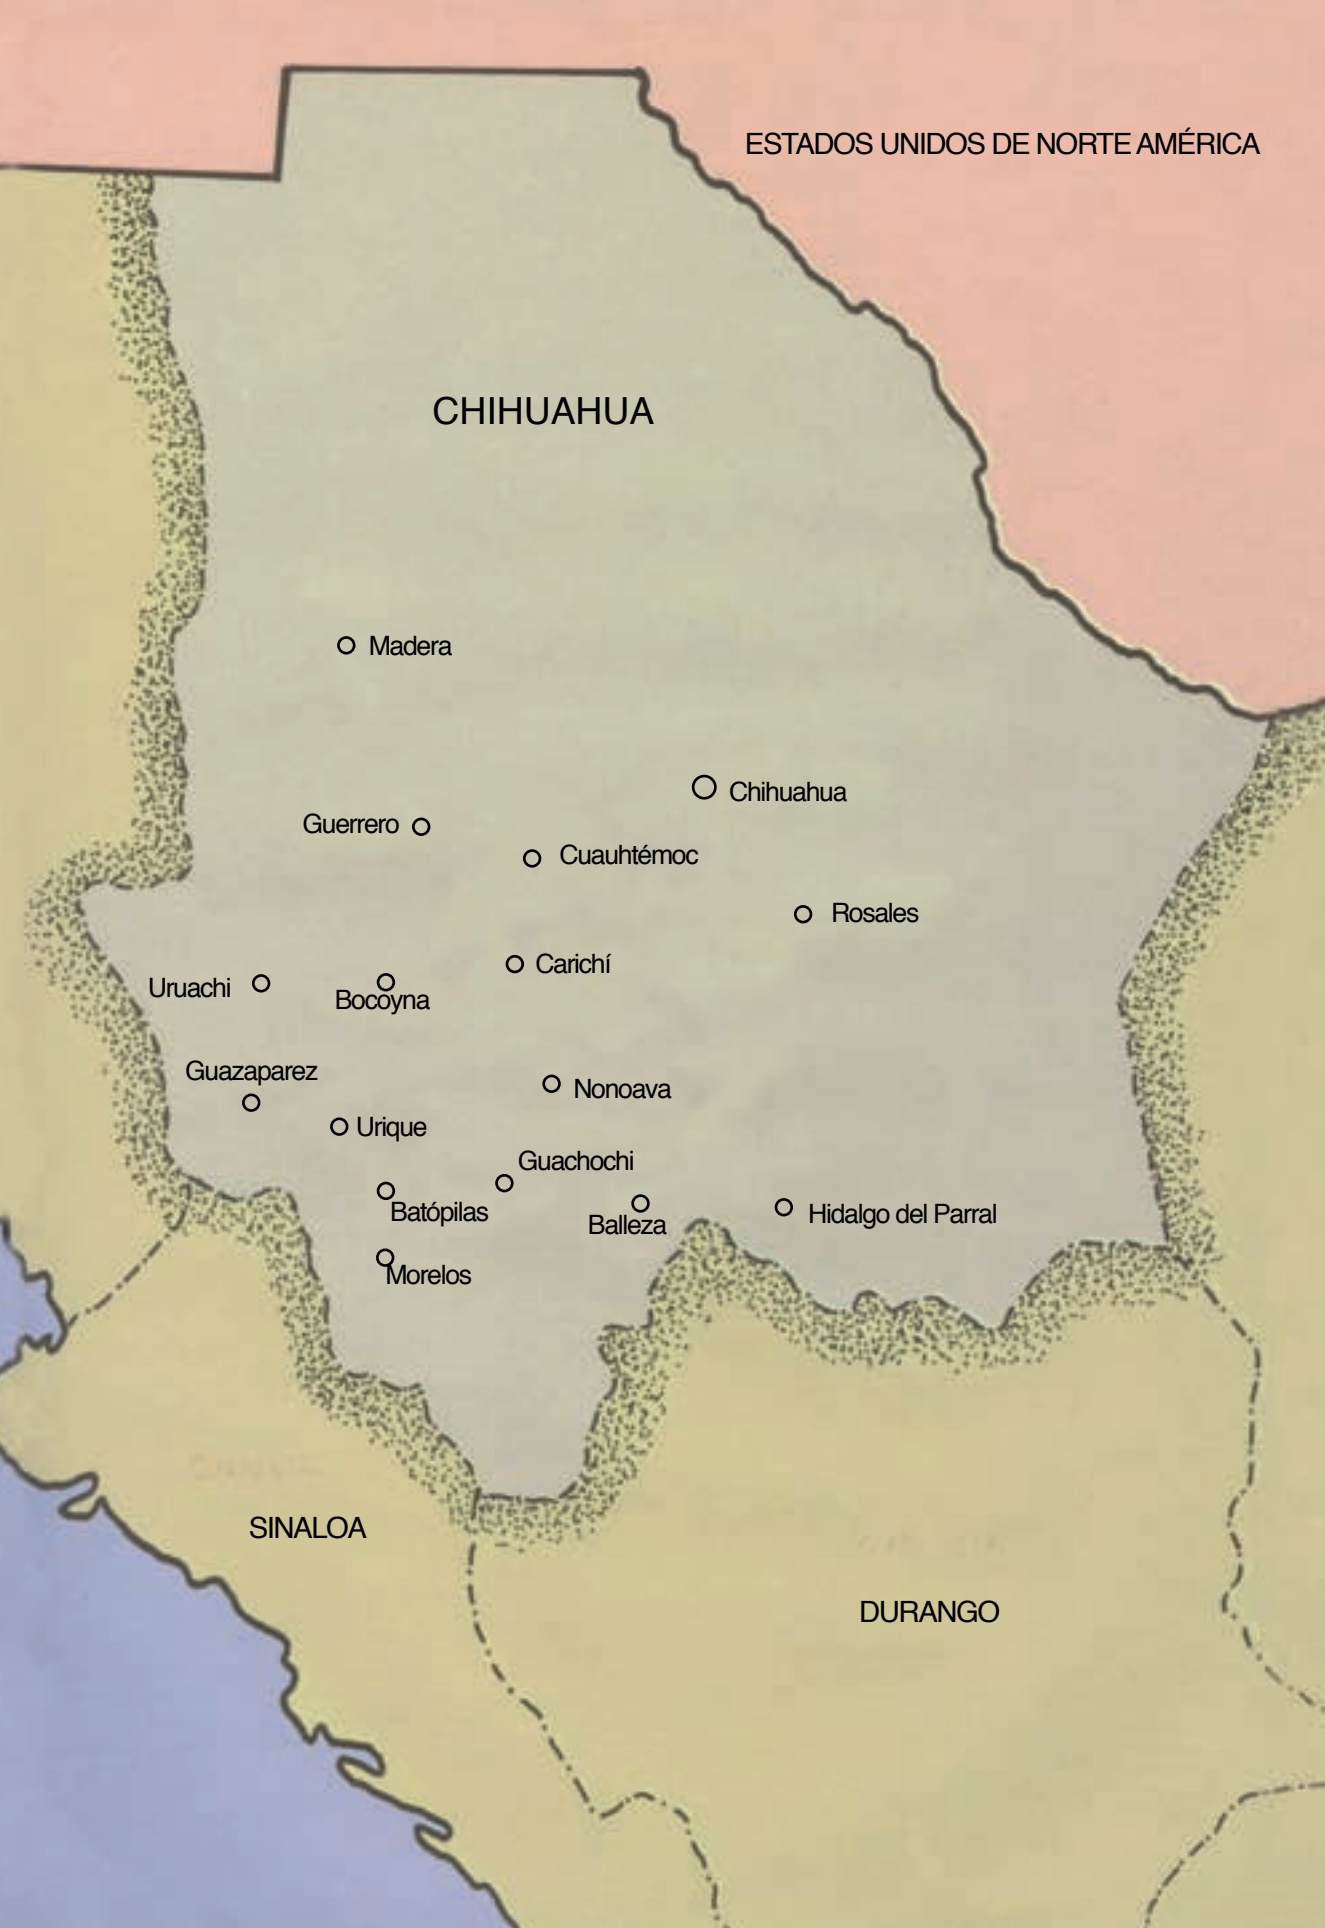 ESTADOS UNIDOS DE NORTE AMÉRICA
CHIHUAHUA
Madera
Chihuahua
Guerrero
Cuauhtémoc
Rosales
Carichí
Uruachi
Bocoyna
Guazaparez
Nonoava
Urique
Guachochi
Batópilas
Balleza
Hidalgo del Parral
Morelos
SINALOA
DURANGO